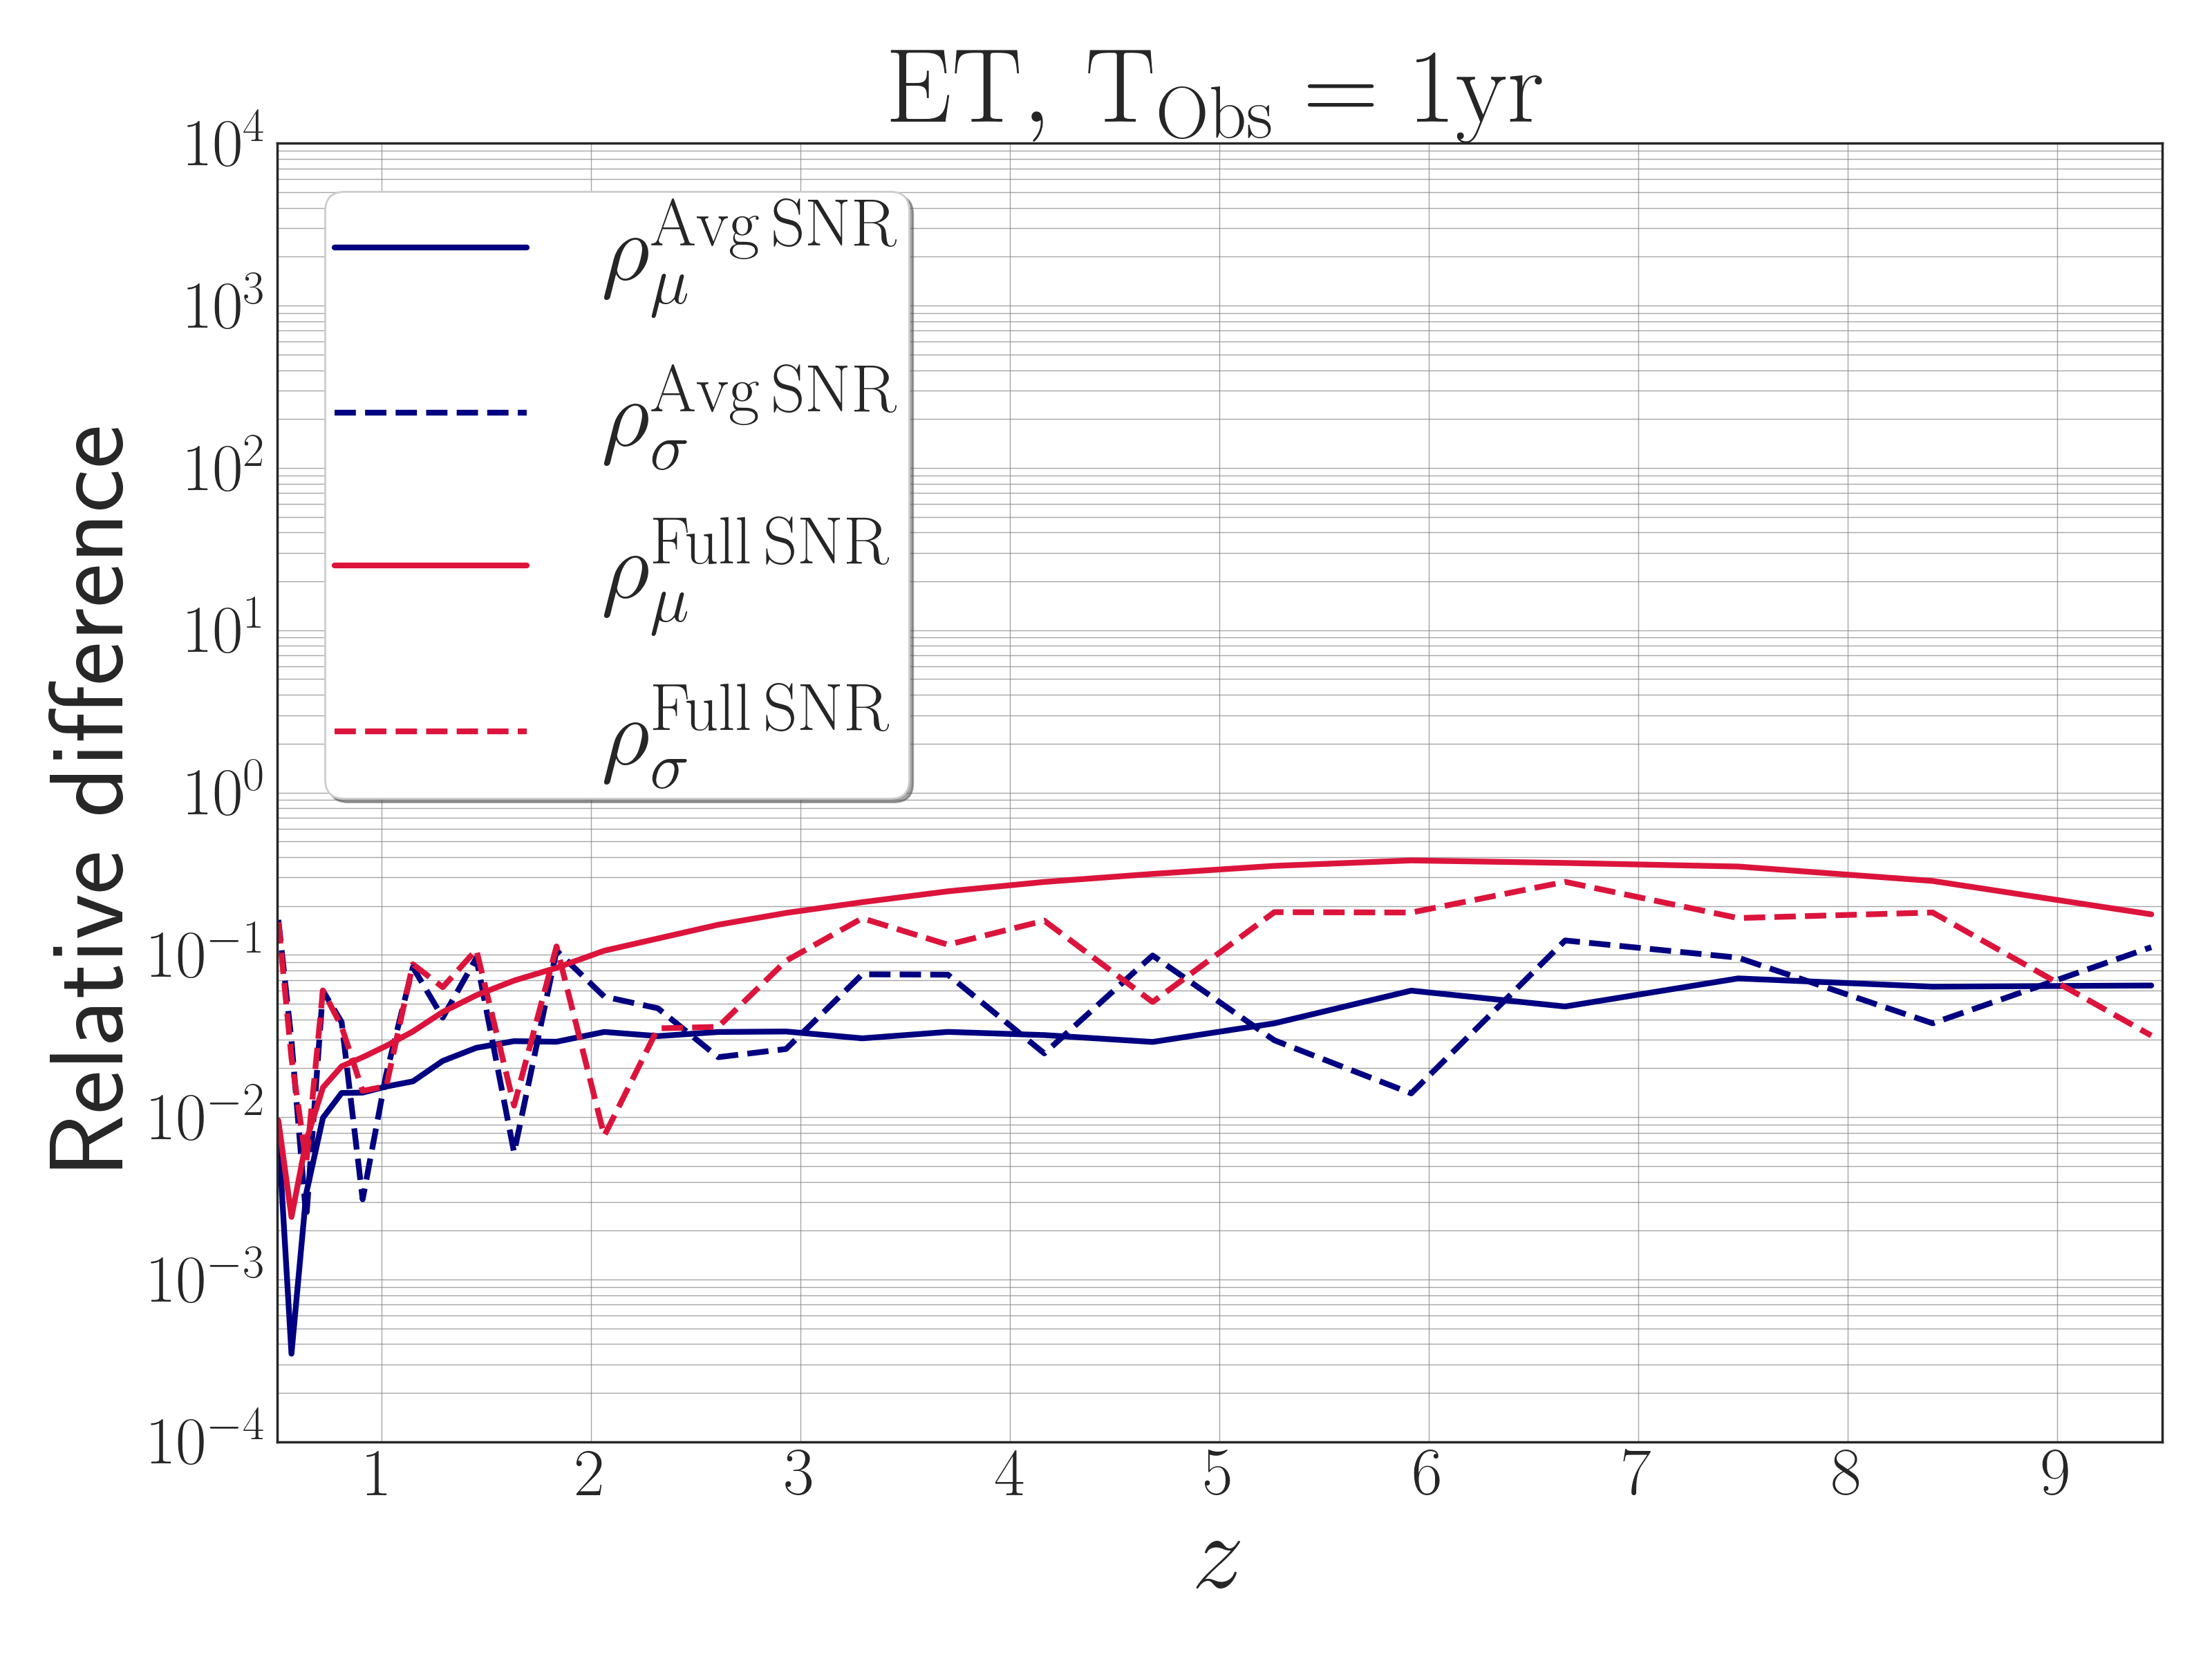 ET, T_Obs = 1yr
Relative difference
10^4
10^3
10^2
10^1
10^0
10^−1
10^−2
10^−3
10^−4
ρ_μ^Avg SNR
ρ_σ^Avg SNR
ρ_μ^Full SNR
ρ_σ^Full SNR
1 2 3 4 5 6 7 8 9
z